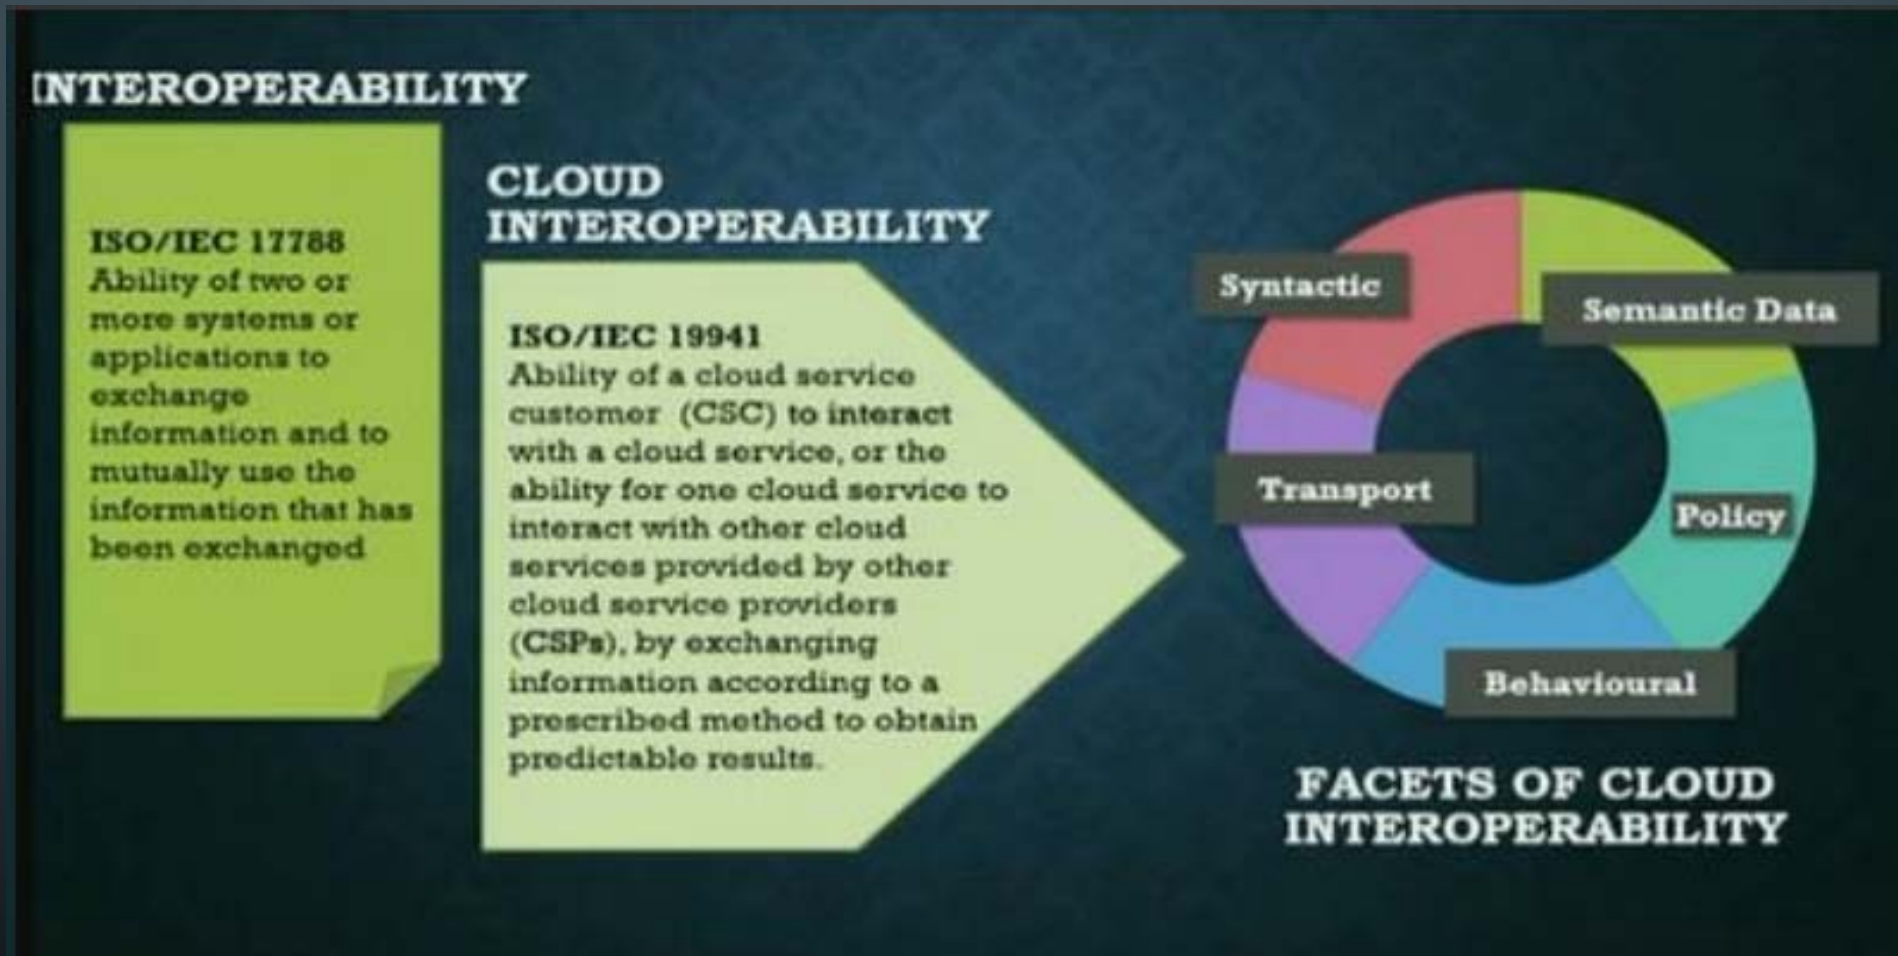 INTEROPERABILITY
ISO/IEC 17788
Ability of two or
more systems or
applications to
exchange
information and to
mutually use the
information that has
been exchanged
CLOUD
INTEROPERABILITY
ISO/IEC 19941
Ability of a cloud service
customer (CSC) to interact
with a cloud service, or the
ability for one cloud service to
interact with other cloud
services provided by other
cloud service providers
(CSPs), by exchanging
information according to a
prescribed method to obtain
predictable results.
Syntactic
Semantic Data
Transport
Policy
Behavioural
FACETS OF CLOUD
INTEROPERABILITY